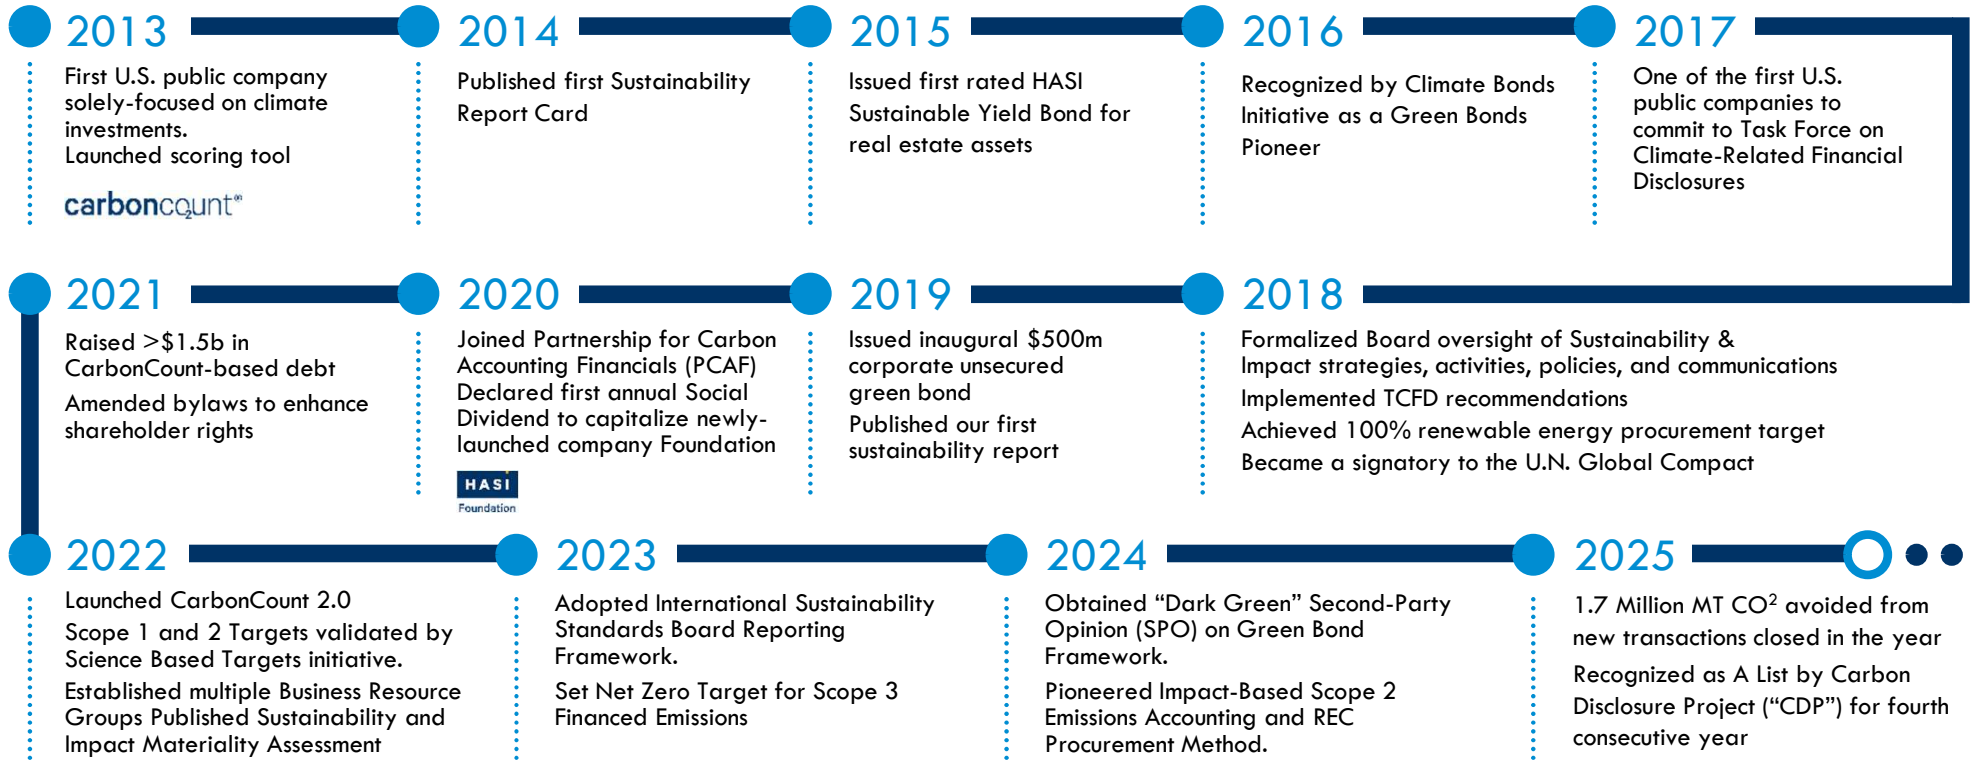 2013
First U.S. public company
solely-focused on climate
investments.
Launched scoring tool
carboncO₂unt®
2014
Published first Sustainability
Report Card
2015
Issued first rated HASI
Sustainable Yield Bond for
real estate assets
2016
Recognized by Climate Bonds
Initiative as a Green Bonds
Pioneer
2017
One of the first U.S.
public companies to
commit to Task Force on
Climate-Related Financial
Disclosures
2021
Raised >$1.5b in
CarbonCount-based debt
Amended bylaws to enhance
shareholder rights
2020
Joined Partnership for Carbon
Accounting Financials (PCAF)
Declared first annual Social
Dividend to capitalize newly-
launched company Foundation
HASI
Foundation
2019
Issued inaugural $500m
corporate unsecured
green bond
Published our first
sustainability report
2018
Formalized Board oversight of Sustainability &
Impact strategies, activities, policies, and communications
Implemented TCFD recommendations
Achieved 100% renewable energy procurement target
Became a signatory to the U.N. Global Compact
2022
Launched CarbonCount 2.0
Scope 1 and 2 Targets validated by
Science Based Targets initiative.
Established multiple Business Resource
Groups Published Sustainability and
Impact Materiality Assessment
2023
Adopted International Sustainability
Standards Board Reporting
Framework.
Set Net Zero Target for Scope 3
Financed Emissions
2024
Obtained “Dark Green” Second-Party
Opinion (SPO) on Green Bond
Framework.
Pioneered Impact-Based Scope 2
Emissions Accounting and REC
Procurement Method.
2025
1.7 Million MT CO² avoided from
new transactions closed in the year
Recognized as A List by Carbon
Disclosure Project (“CDP”) for fourth
consecutive year